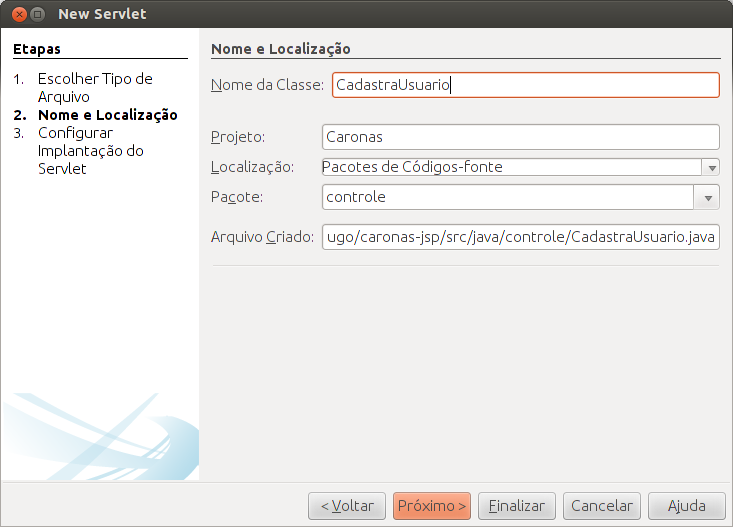 New Servlet
Etapas
1. Escolher Tipo de
Arquivo
2. Nome e Localização
3. Configurar
Implantação do
Servlet
Nome e Localização
Nome da Classe: CadastraUsuario
Projeto: Caronas
Localização: Pacotes de Códigos-fonte
Pacote: controle
Arquivo Criado: ugo/caronas-jsp/src/java/controle/CadastraUsuario.java
< Voltar Próximo > Finalizar Cancelar Ajuda